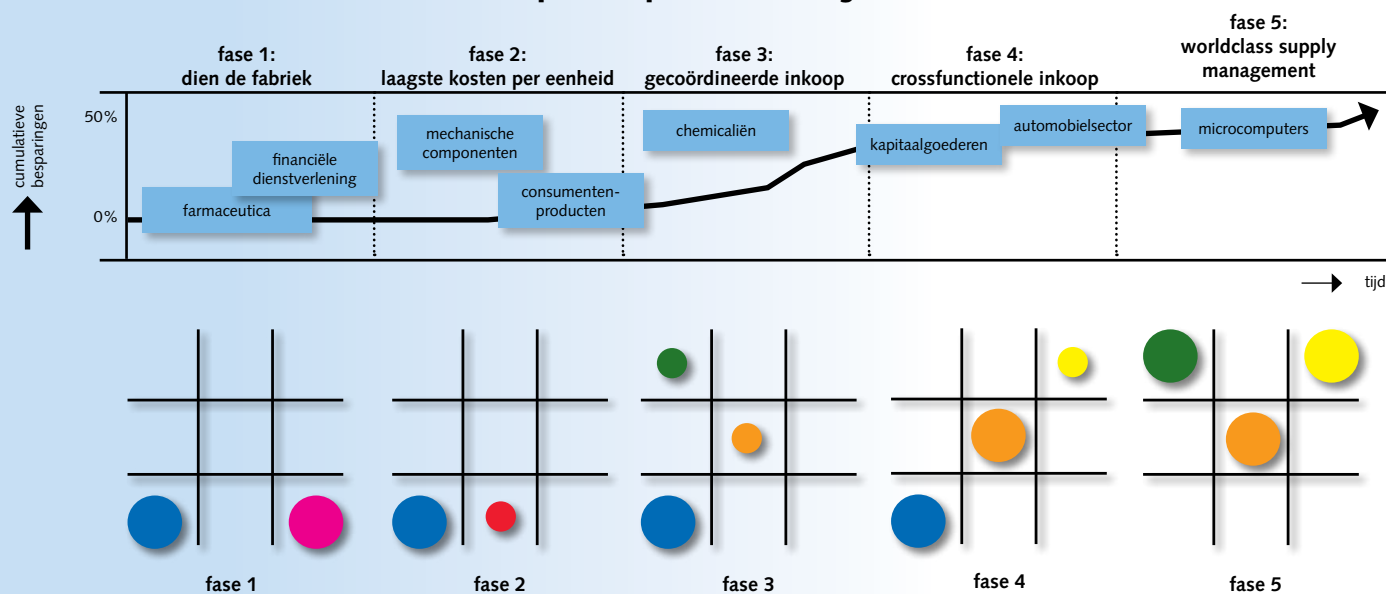 fase 1:
dien de fabriek
fase 2:
laagste kosten per eenheid
fase 3:
gecoördineerde inkoop
fase 4:
crossfunctionele inkoop
fase 5:
worldclass supply
management
cumulatieve
besparingen
50%
0%
farmaceutica
financiële
dienstverlening
mechanische
componenten
consumenten-
producten
chemicaliën
kapitaalgoederen
automobielsector
microcomputers
tijd
fase 1
fase 2
fase 3
fase 4
fase 5